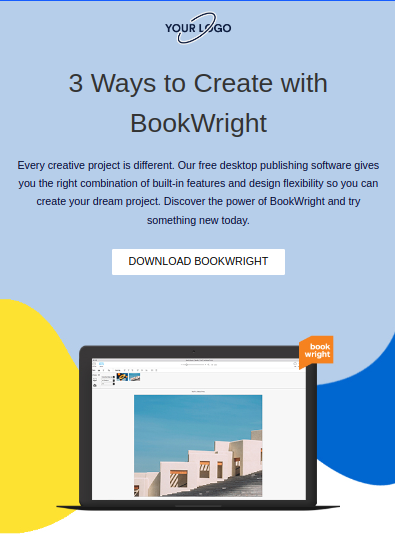 YOUR LOGO
3 Ways to Create with
BookWright
Every creative project is different. Our free desktop publishing software gives
you the right combination of built-in features and design flexibility so you can
create your dream project. Discover the power of BookWright and try
something new today.
DOWNLOAD BOOKWRIGHT
book
wright